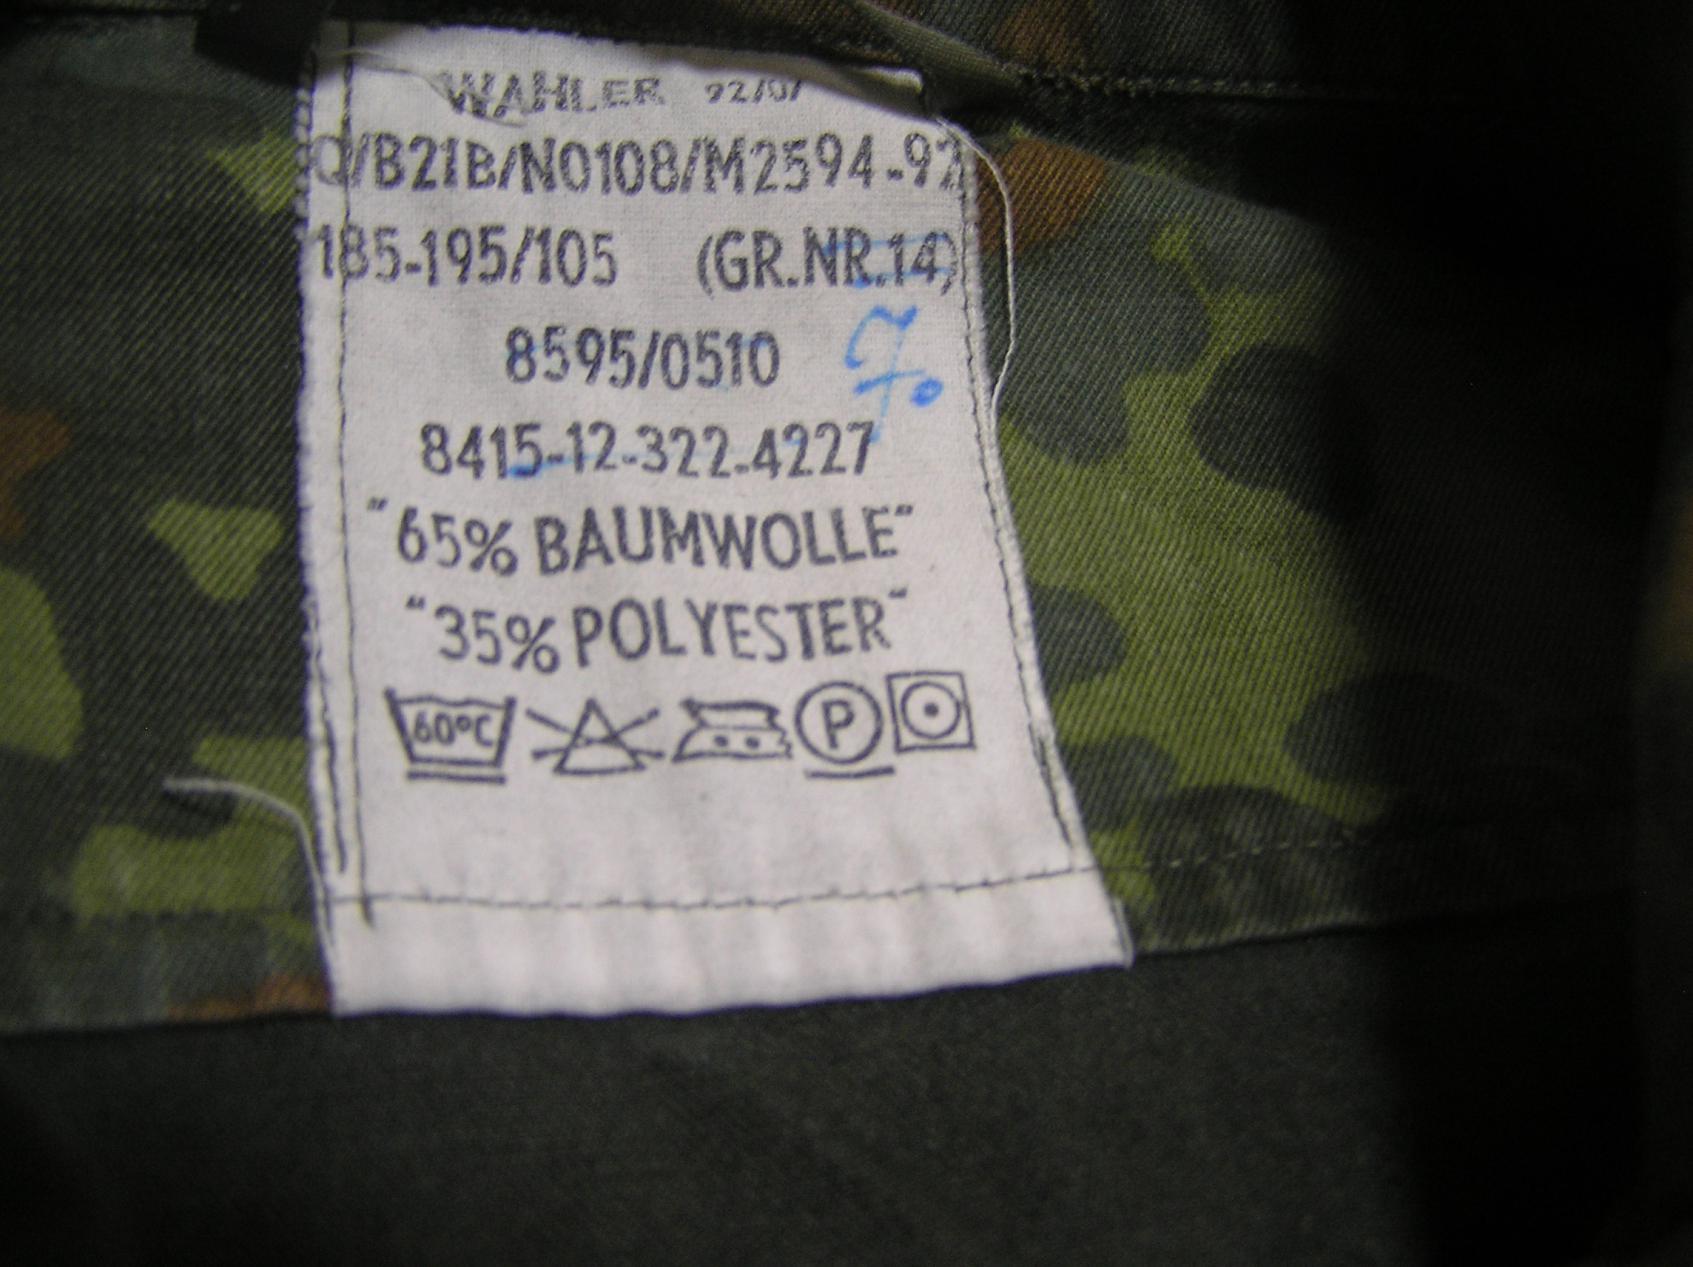 WAHLER 92/07
Q/B21B/N0108/M2594-92
185-195/105 (GR.NR.14)
8595/0510 7.
8415-12-322-4227
"65% BAUMWOLLE"
"35% POLYESTER"
60°C P